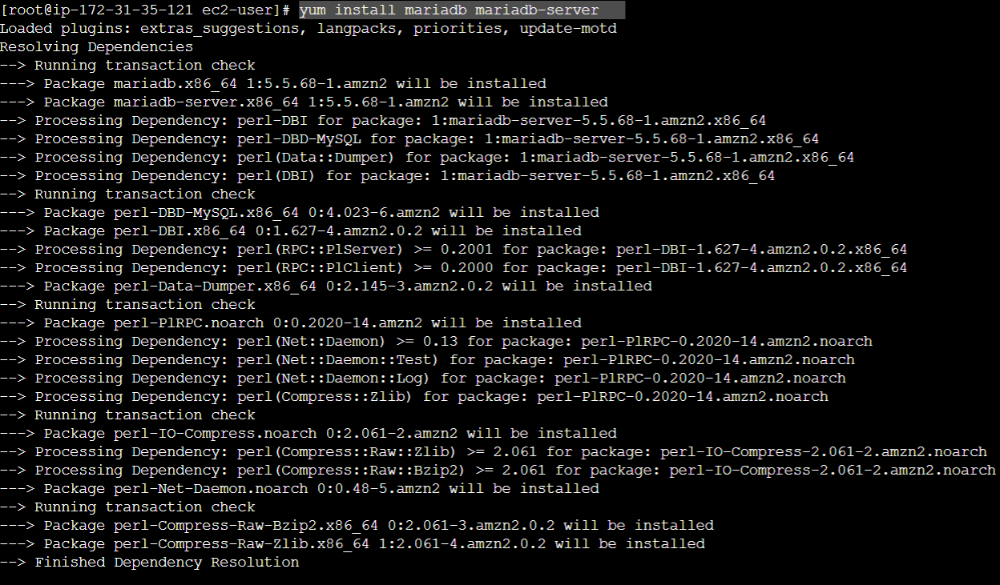 [root@ip-172-31-35-121 ec2-user]# yum install mariadb mariadb-server
Loaded plugins: extras_suggestions, langpacks, priorities, update-motd
Resolving Dependencies
--> Running transaction check
---> Package mariadb.x86_64 1:5.5.68-1.amzn2 will be installed
---> Package mariadb-server.x86_64 1:5.5.68-1.amzn2 will be installed
--> Processing Dependency: perl-DBI for package: 1:mariadb-server-5.5.68-1.amzn2.x86_64
--> Processing Dependency: perl-DBD-MySQL for package: 1:mariadb-server-5.5.68-1.amzn2.x86_64
--> Processing Dependency: perl(Data::Dumper) for package: 1:mariadb-server-5.5.68-1.amzn2.x86_64
--> Processing Dependency: perl(DBI) for package: 1:mariadb-server-5.5.68-1.amzn2.x86_64
--> Running transaction check
---> Package perl-DBD-MySQL.x86_64 0:4.023-6.amzn2 will be installed
---> Package perl-DBI.x86_64 0:1.627-4.amzn2.0.2 will be installed
--> Processing Dependency: perl(RPC::PlServer) >= 0.2001 for package: perl-DBI-1.627-4.amzn2.0.2.x86_64
--> Processing Dependency: perl(RPC::PlClient) >= 0.2000 for package: perl-DBI-1.627-4.amzn2.0.2.x86_64
---> Package perl-Data-Dumper.x86_64 0:2.145-3.amzn2.0.2 will be installed
--> Running transaction check
---> Package perl-PlRPC.noarch 0:0.2020-14.amzn2 will be installed
--> Processing Dependency: perl(Net::Daemon) >= 0.13 for package: perl-PlRPC-0.2020-14.amzn2.noarch
--> Processing Dependency: perl(Net::Daemon::Test) for package: perl-PlRPC-0.2020-14.amzn2.noarch
--> Processing Dependency: perl(Net::Daemon::Log) for package: perl-PlRPC-0.2020-14.amzn2.noarch
--> Processing Dependency: perl(Compress::Zlib) for package: perl-PlRPC-0.2020-14.amzn2.noarch
--> Running transaction check
---> Package perl-IO-Compress.noarch 0:2.061-2.amzn2 will be installed
--> Processing Dependency: perl(Compress::Raw::Zlib) >= 2.061 for package: perl-IO-Compress-2.061-2.amzn2.noarch
--> Processing Dependency: perl(Compress::Raw::Bzip2) >= 2.061 for package: perl-IO-Compress-2.061-2.amzn2.noarch
---> Package perl-Net-Daemon.noarch 0:0.48-5.amzn2 will be installed
--> Running transaction check
---> Package perl-Compress-Raw-Bzip2.x86_64 0:2.061-3.amzn2.0.2 will be installed
---> Package perl-Compress-Raw-Zlib.x86_64 1:2.061-4.amzn2.0.2 will be installed
--> Finished Dependency Resolution